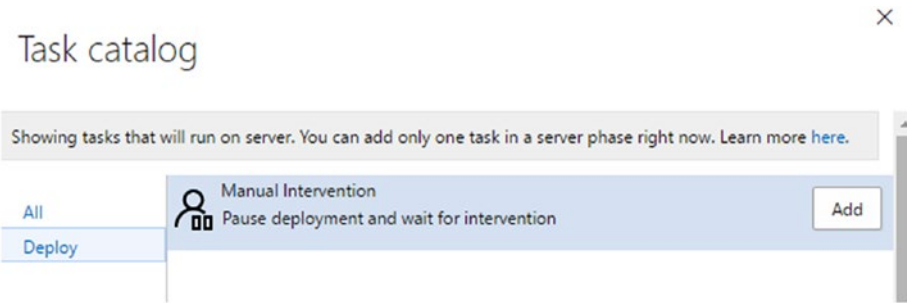 Task catalog
Showing tasks that will run on server. You can add only one task in a server phase right now. Learn more here.
All
Deploy
Manual Intervention
Pause deployment and wait for intervention
Add